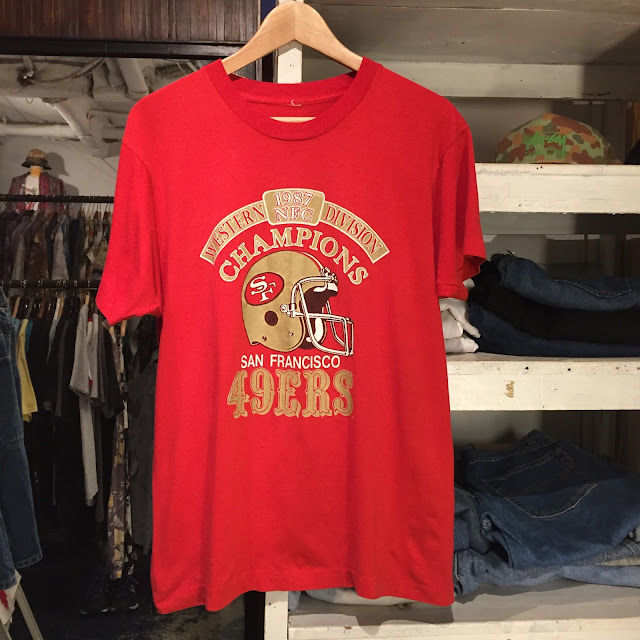 1987
NFC
WESTERN DIVISION
CHAMPIONS
SF
SAN FRANCISCO
49ERS